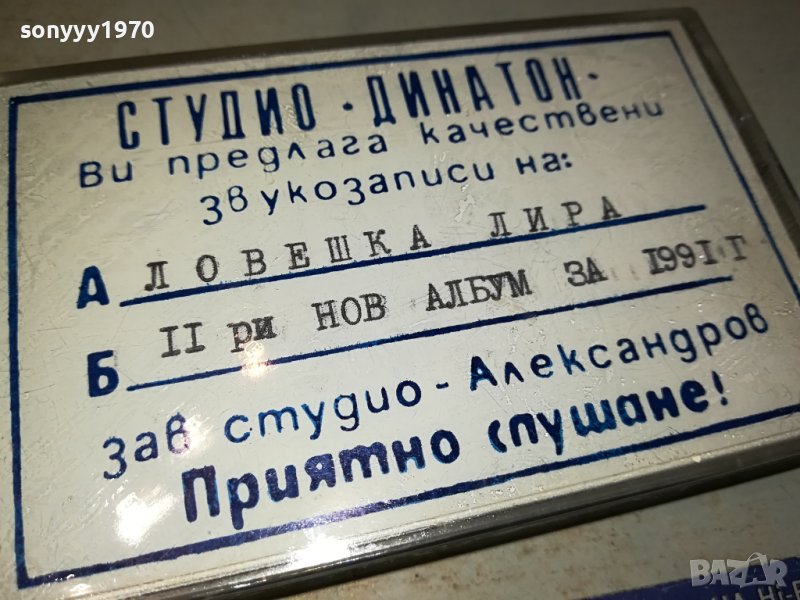 sonyyy1970
СТУДИО • ДИНАТОН •
Ви предлага качествени
звукозаписи на:
А ЛОВЕШКА ЛИРА
Б II ри НОВ АЛБУМ ЗА 1991 Г
Зав студио - Александров
Приятно слушане!
BAZAR